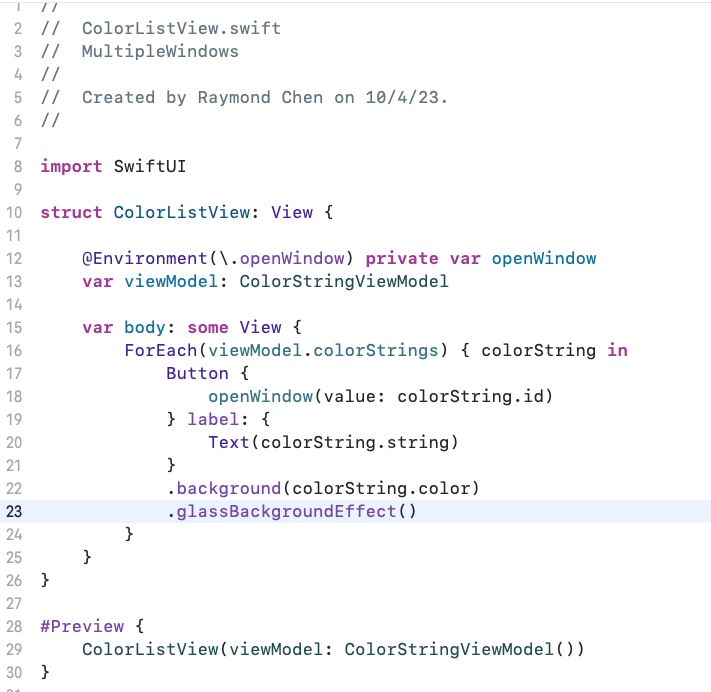 1 //
2 // ColorListView.swift
3 // MultipleWindows
4 //
5 // Created by Raymond Chen on 10/4/23.
6 //
7
8 import SwiftUI
9
10 struct ColorListView: View {
11
12 @Environment(\.openWindow) private var openWindow
13 var viewModel: ColorStringViewModel
14
15 var body: some View {
16 ForEach(viewModel.colorStrings) { colorString in
17 Button {
18 openWindow(value: colorString.id)
19 } label: {
20 Text(colorString.string)
21 }
22 .background(colorString.color)
23 .glassBackgroundEffect()
24 }
25 }
26 }
27
28 #Preview {
29 ColorListView(viewModel: ColorStringViewModel())
30 }